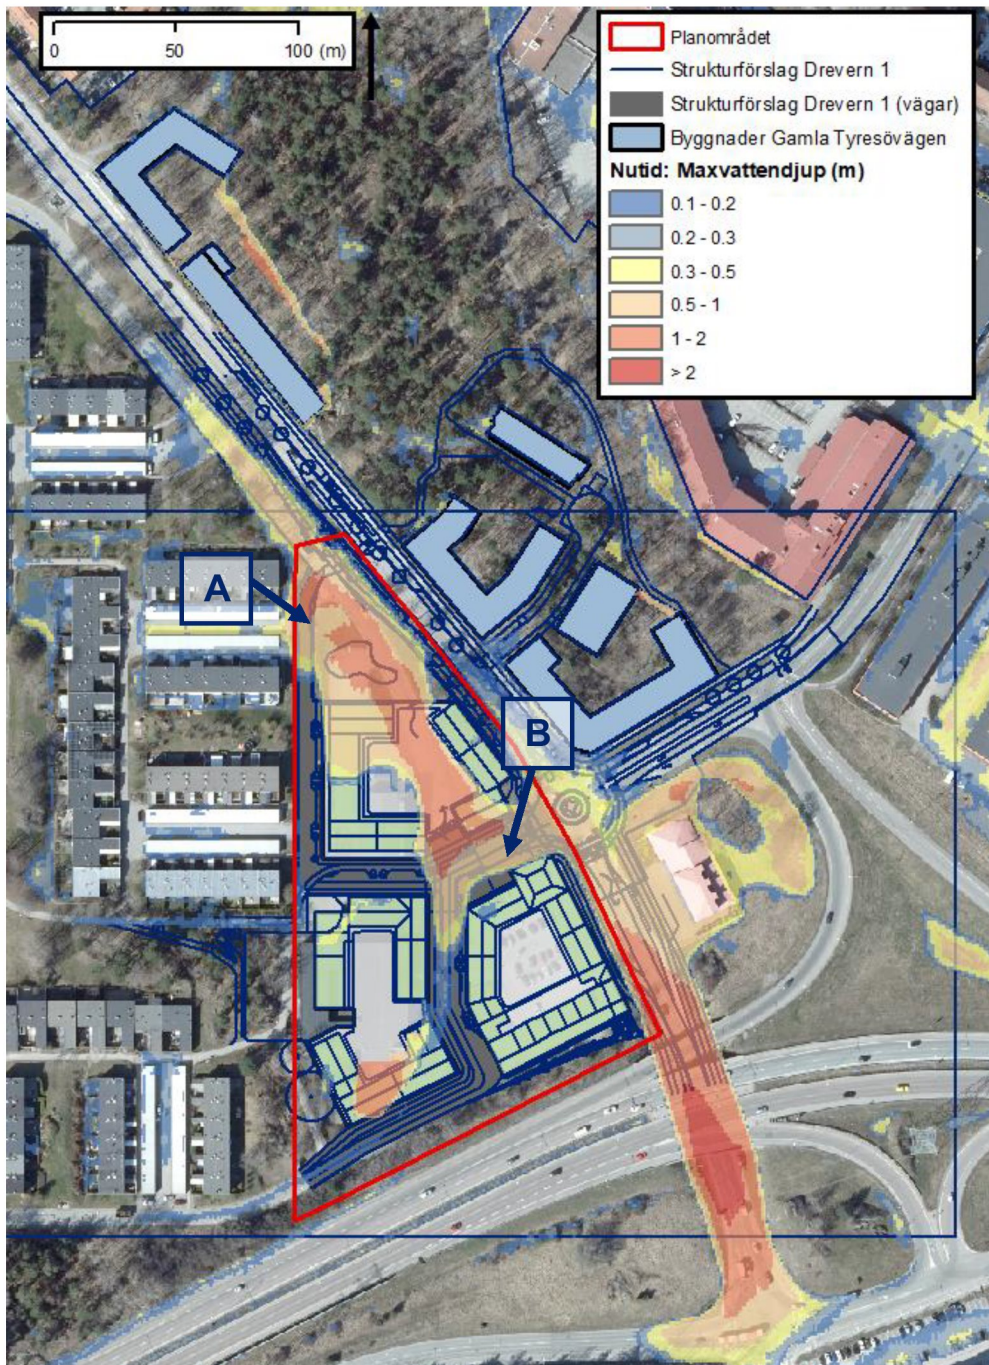 0 50 100 (m)
Planområdet
Strukturförslag Drevern 1
Strukturförslag Drevern 1 (vägar)
Byggnader Gamla Tyresövägen
Nutid: Maxvattendjup (m)
0.1 - 0.2
0.2 - 0.3
0.3 - 0.5
0.5 - 1
1 - 2
> 2
A
B